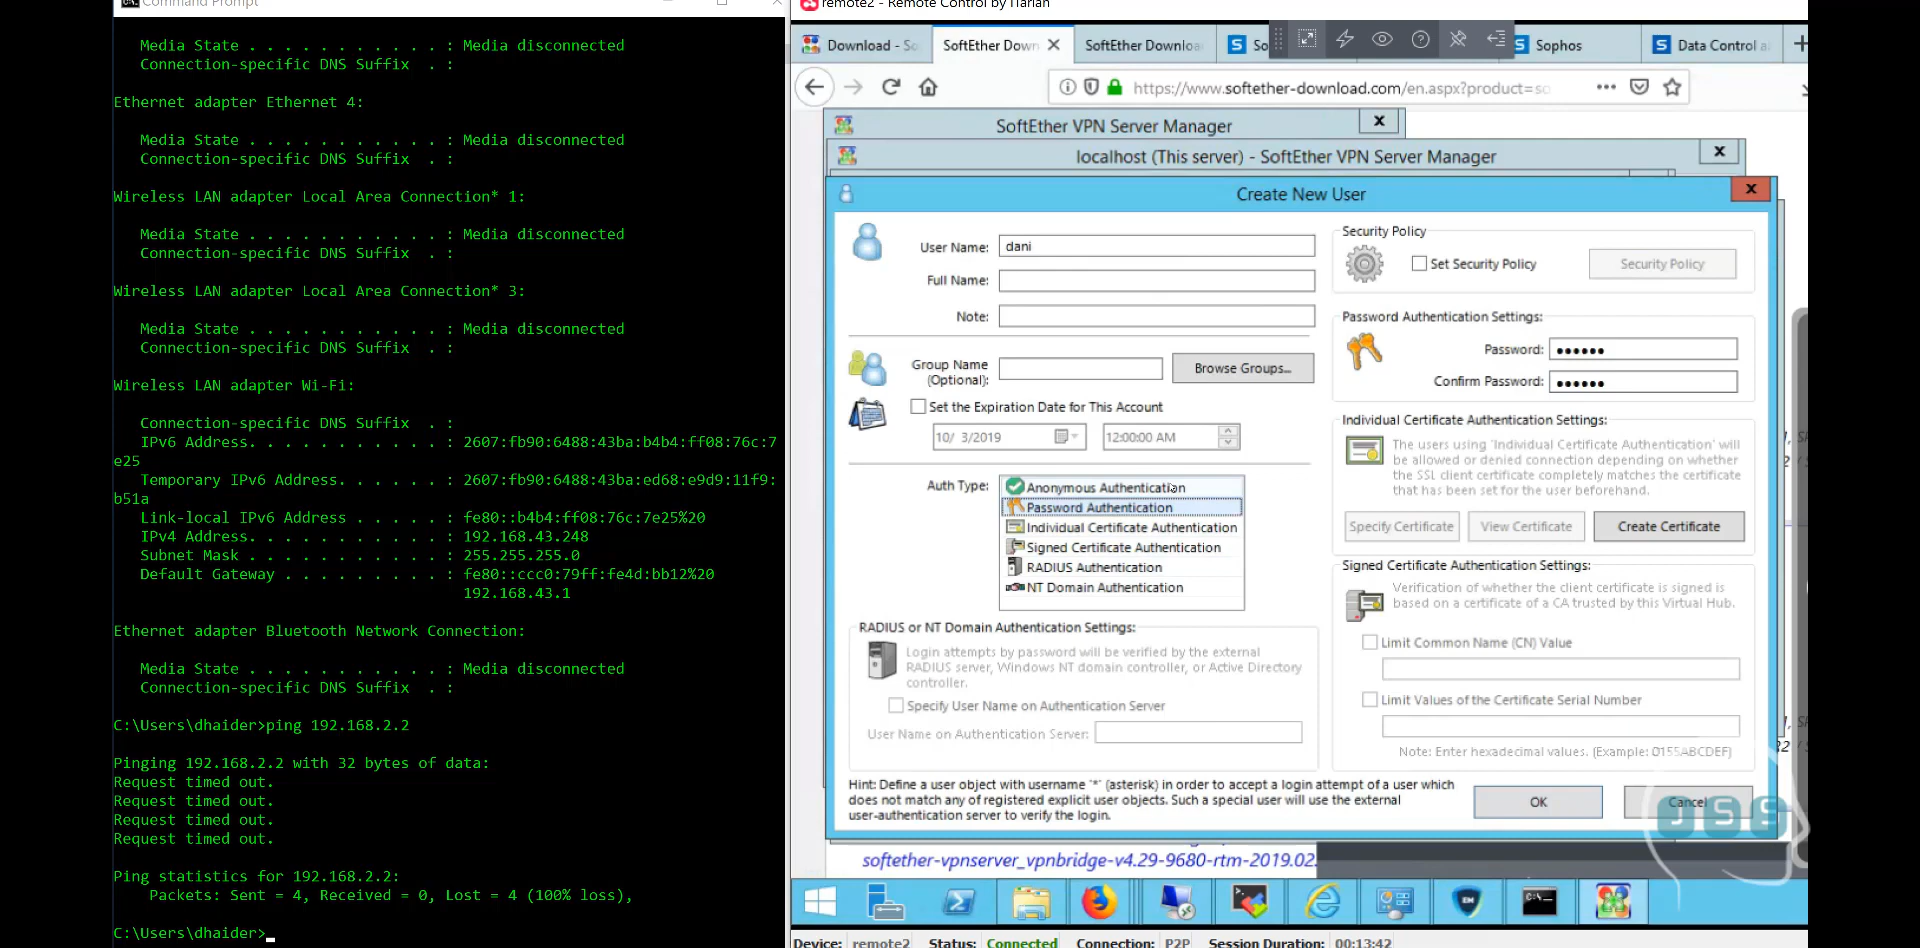 Command Prompt
Media State . . . . . . . . . . . : Media disconnected
Connection-specific DNS Suffix  . :
Ethernet adapter Ethernet 4:
Media State . . . . . . . . . . . : Media disconnected
Connection-specific DNS Suffix  . :
Wireless LAN adapter Local Area Connection* 1:
Media State . . . . . . . . . . . : Media disconnected
Connection-specific DNS Suffix  . :
Wireless LAN adapter Local Area Connection* 3:
Media State . . . . . . . . . . . : Media disconnected
Connection-specific DNS Suffix  . :
Wireless LAN adapter Wi-Fi:
Connection-specific DNS Suffix  . :
IPv6 Address. . . . . . . . . . . : 2607:fb90:6488:43ba:b4b4:ff08:76c:7
e25
Temporary IPv6 Address. . . . . . : 2607:fb90:6488:43ba:ed68:e9d9:11f9:
b51a
Link-local IPv6 Address . . . . . : fe80::b4b4:ff08:76c:7e25%20
IPv4 Address. . . . . . . . . . . : 192.168.43.248
Subnet Mask . . . . . . . . . . . : 255.255.255.0
Default Gateway . . . . . . . . . : fe80::ccc0:79ff:fe4d:bb12%20
192.168.43.1
Ethernet adapter Bluetooth Network Connection:
Media State . . . . . . . . . . . : Media disconnected
Connection-specific DNS Suffix  . :
C:\Users\dhaider>ping 192.168.2.2
Pinging 192.168.2.2 with 32 bytes of data:
Request timed out.
Request timed out.
Request timed out.
Request timed out.
Ping statistics for 192.168.2.2:
Packets: Sent = 4, Received = 0, Lost = 4 (100% loss),
C:\Users\dhaider>_
remote2 - Remote Control by Itarian
Download - So
SoftEther Down
SoftEther Downloa
So
Sophos
Data Control a
https://www.softether-download.com/en.aspx?product=so
SoftEther VPN Server Manager
localhost (This server) - SoftEther VPN Server Manager
Create New User
User Name: dani
Full Name:
Note:
Group Name
(Optional):
Browse Groups...
Set the Expiration Date for This Account
10/ 3/2019
12:00:00 AM
Auth Type:
Anonymous Authentication
Password Authentication
Individual Certificate Authentication
Signed Certificate Authentication
RADIUS Authentication
NT Domain Authentication
RADIUS or NT Domain Authentication Settings:
Login attempts by password will be verified by the external
RADIUS server, Windows NT domain controller, or Active Directory
controller.
Specify User Name on Authentication Server
User Name on Authentication Server:
Security Policy
Set Security Policy
Security Policy
Password Authentication Settings:
Password: ••••••
Confirm Password: ••••••
Individual Certificate Authentication Settings:
The users using 'Individual Certificate Authentication' will
be allowed or denied connection depending on whether
the SSL client certificate completely matches the certificate
that has been set for the user beforehand.
Specify Certificate
View Certificate
Create Certificate
Signed Certificate Authentication Settings:
Verification of whether the client certificate is signed is
based on a certificate of a CA trusted by this Virtual Hub.
Limit Common Name (CN) Value
Limit Values of the Certificate Serial Number
Note: Enter hexadecimal values. (Example: 0155ABCDEF)
Hint: Define a user object with username '*' (asterisk) in order to accept a login attempt of a user which
does not match any of registered explicit user objects. Such a special user will use the external
user-authentication server to verify the login.
OK
Cancel
JSS
softether-vpnserver_vpnbridge-v4.29-9680-rtm-2019.02.
Device: remote2 Status: Connected Connection: P2P Session Duration: 00:13:42